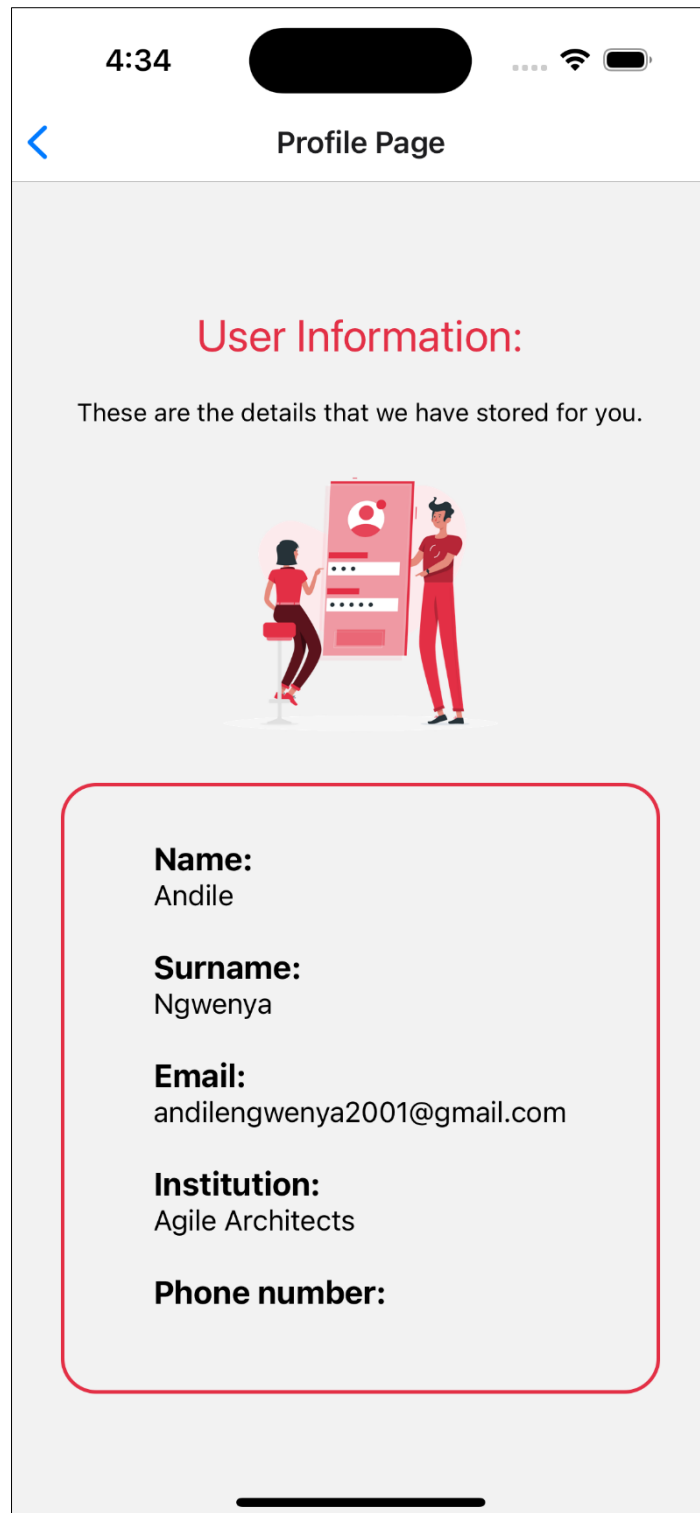 4:34
Profile Page
User Information:
These are the details that we have stored for you.
Name:
Andile
Surname:
Ngwenya
Email:
andilengwenya2001@gmail.com
Institution:
Agile Architects
Phone number: